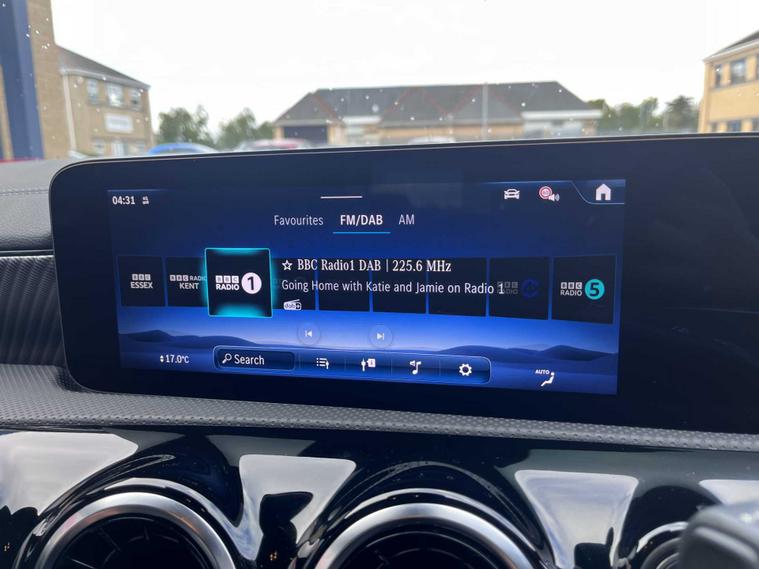 04:31
Favourites FM/DAB AM
BBC
ESSEX
BBC RADIO
KENT
BBC
RADIO 1
☆ BBC Radio1 DAB | 225.6 MHz
Going Home with Katie and Jamie on Radio 1
dab+
BBC
RADIO 5
17.0°C
Search
AUTO